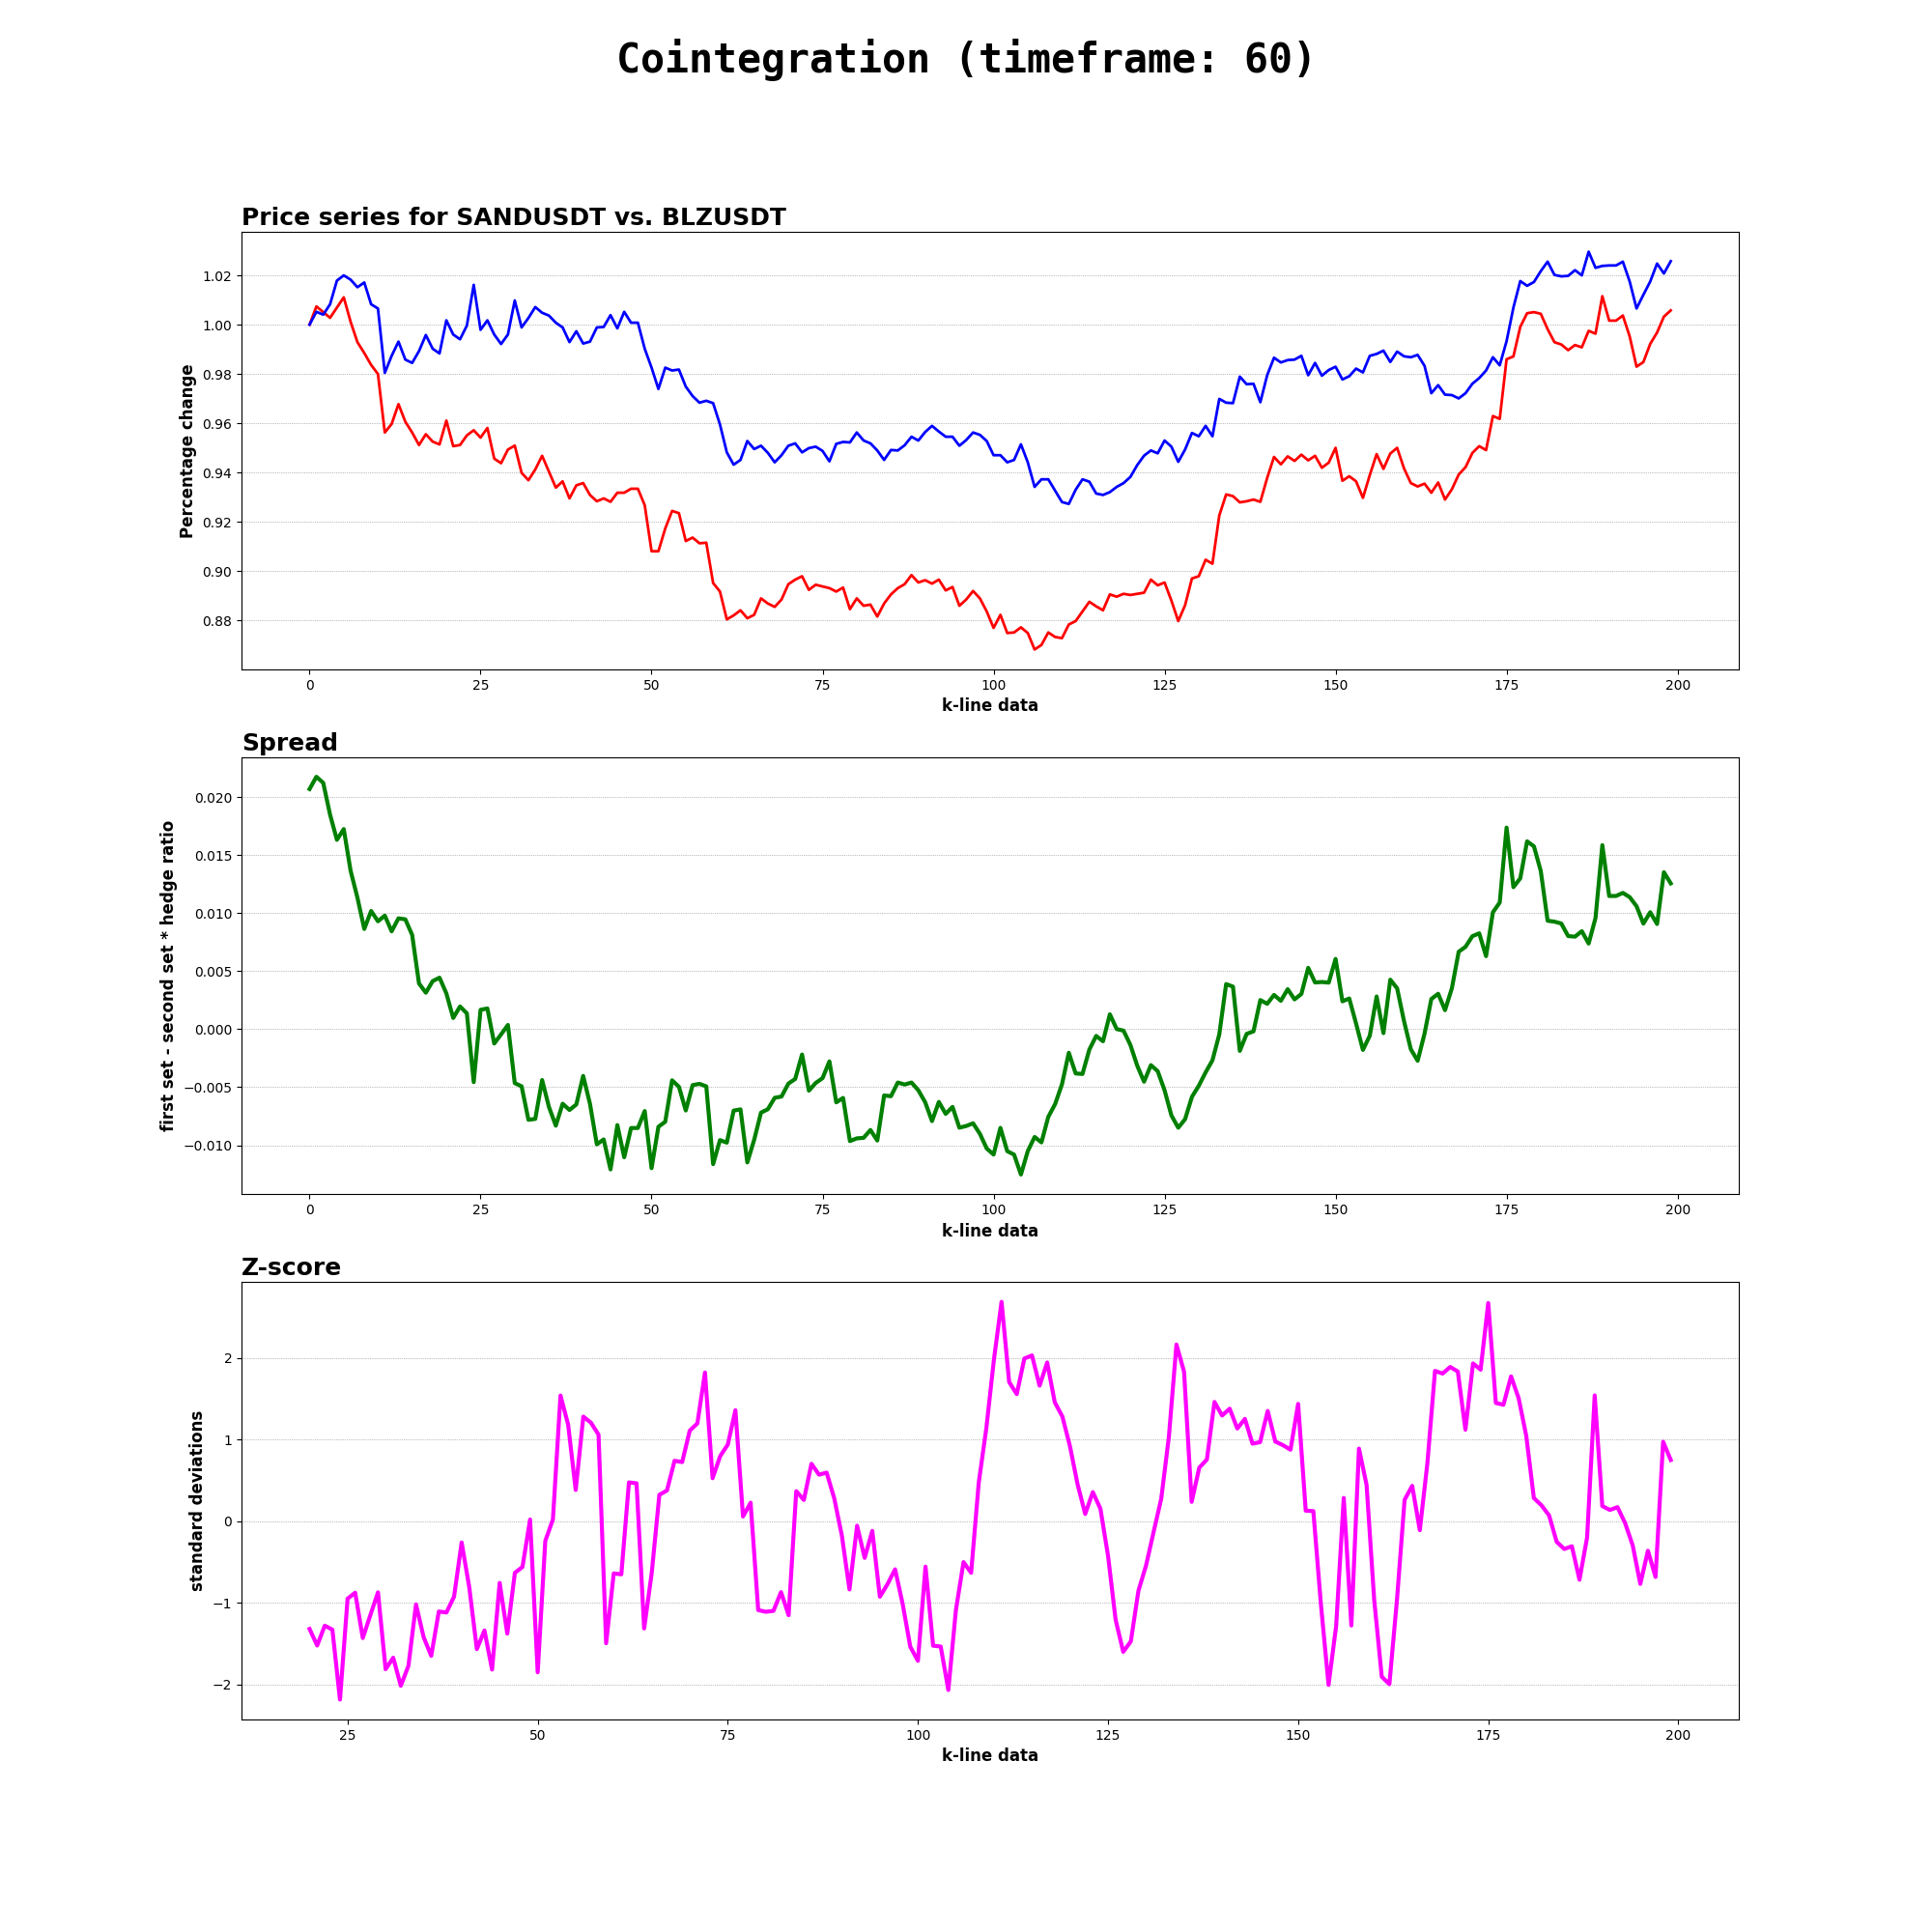 Cointegration (timeframe: 60)
Price series for SANDUSDT vs. BLZUSDT
Percentage change
1.02
1.00
0.98
0.96
0.94
0.92
0.90
0.88
0 25 50 75 100 125 150 175 200
k-line data
Spread
first set - second set * hedge ratio
0.020
0.015
0.010
0.005
0.000
−0.005
−0.010
0 25 50 75 100 125 150 175 200
k-line data
Z-score
standard deviations
2
1
0
−1
−2
25 50 75 100 125 150 175 200
k-line data